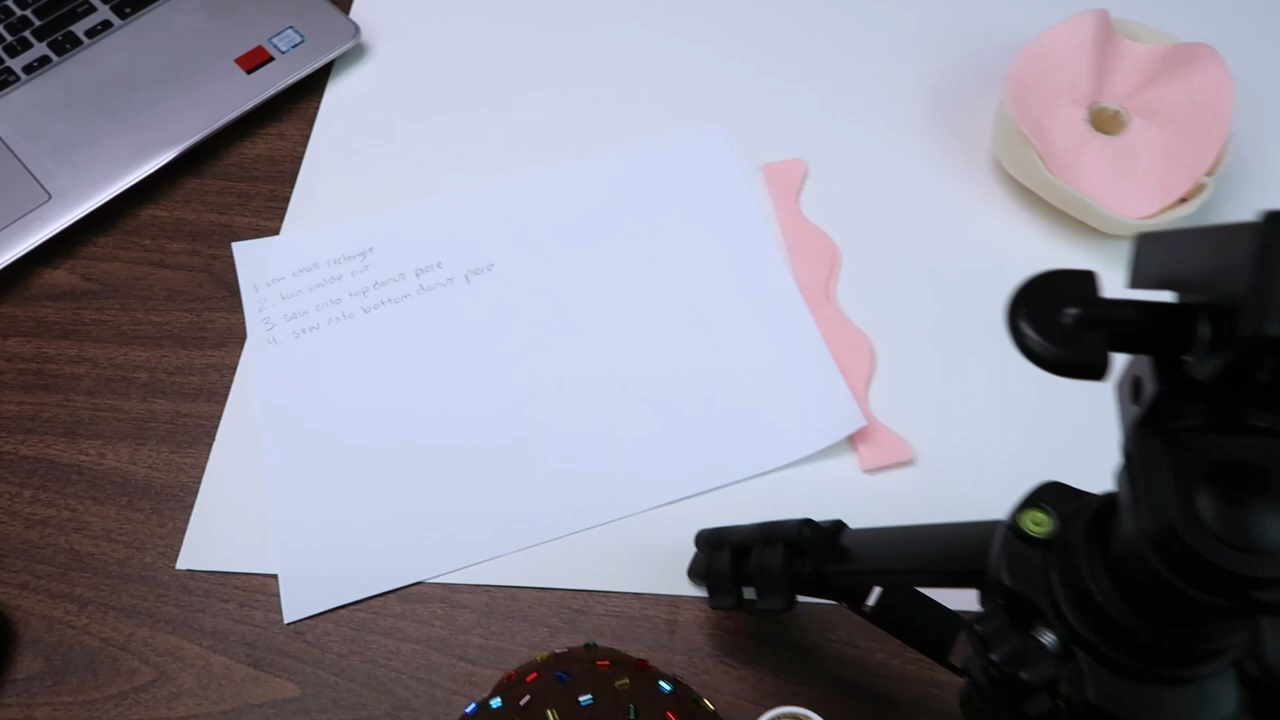 1. sew small rectangle
2. turn inside out
3. sew onto top donut piece
4. sew onto bottom donut piece